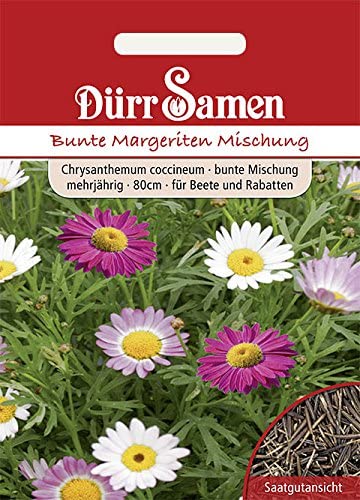 Dürr Samen
Bunte Margeriten Mischung
Chrysanthemum coccineum · bunte Mischung
mehrjährig · 80cm · für Beete und Rabatten
Saatgutansicht